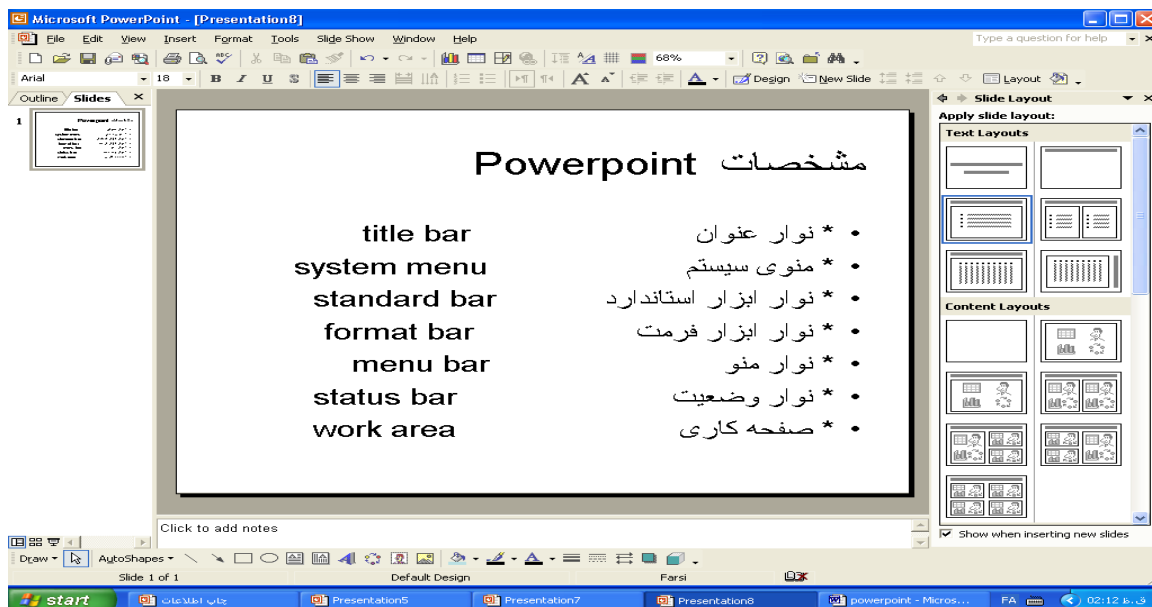 Microsoft PowerPoint - [Presentation8]
File Edit View Insert Format Tools Slide Show Window Help Type a question for help
68%
Arial 18 B I U S Design New Slide Layout
Outline Slides Slide Layout
Apply slide layout:
Text Layouts
1
مشخصات Powerpoint
• * نوار عنوان title bar
• * منوی سیستم system menu
• * نوار ابزار استاندارد standard bar
• * نوار ابزار فرمت format bar
• * نوار منو menu bar
• * نوار وضعیت status bar
• * صفحه کاری work area
Content Layouts
Click to add notes
Show when inserting new slides
Draw AutoShapes
Slide 1 of 1 Default Design Farsi
start چاپ اطلاعات Presentation5 Presentation7 Presentation8 powerpoint - Micros... FA 02:12 ق.ظ